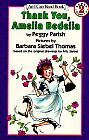 An I Can Read Book
Thank You,
Amelia Bedelia
by Peggy Parish
Pictures by
Barbara Siebel Thomas
based on the original drawings by Fritz Siebel